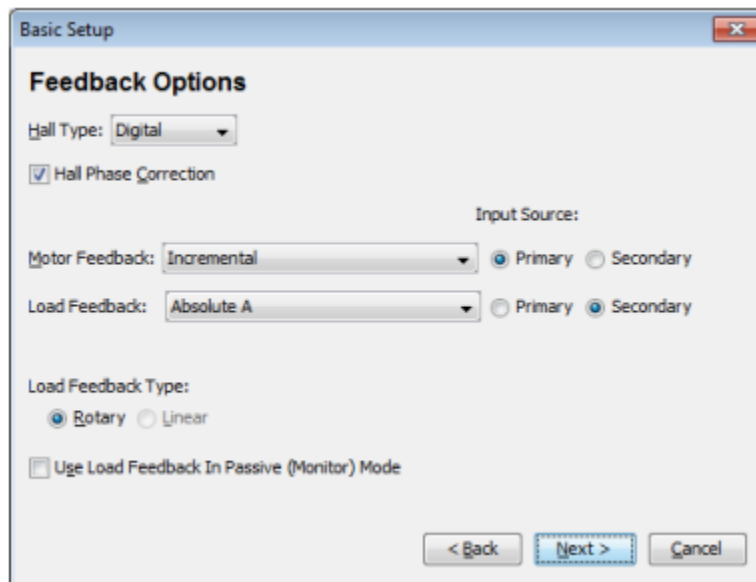 Basic Setup
Feedback Options
Hall Type: Digital
Hall Phase Correction
Input Source:
Motor Feedback: Incremental Primary Secondary
Load Feedback: Absolute A Primary Secondary
Load Feedback Type:
Rotary Linear
Use Load Feedback In Passive (Monitor) Mode
< Back Next > Cancel